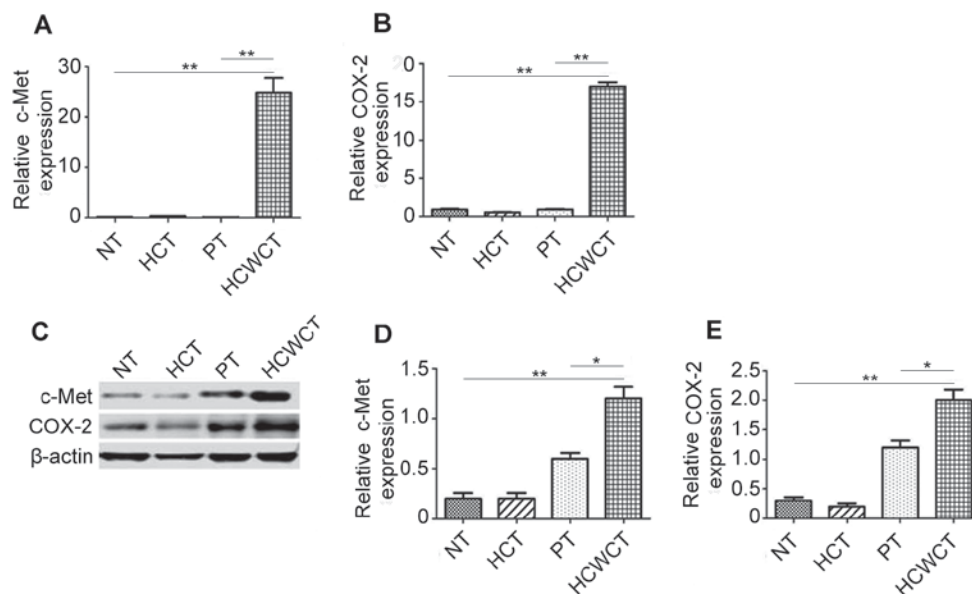 A
Relative c-Met
expression
30
20
10
0
**
**
NT
HCT
PT
HCWCT
B
Relative COX-2
expression
20
15
10
5
0
**
**
NT
HCT
PT
HCWCT
C
NT
HCT
PT
HCWCT
c-Met
COX-2
β-actin
D
Relative c-Met
expression
1.5
1.0
0.5
0
*
**
NT
HCT
PT
HCWCT
E
Relative COX-2
expression
2.5
2.0
1.5
1.0
0.5
0
*
**
NT
HCT
PT
HCWCT